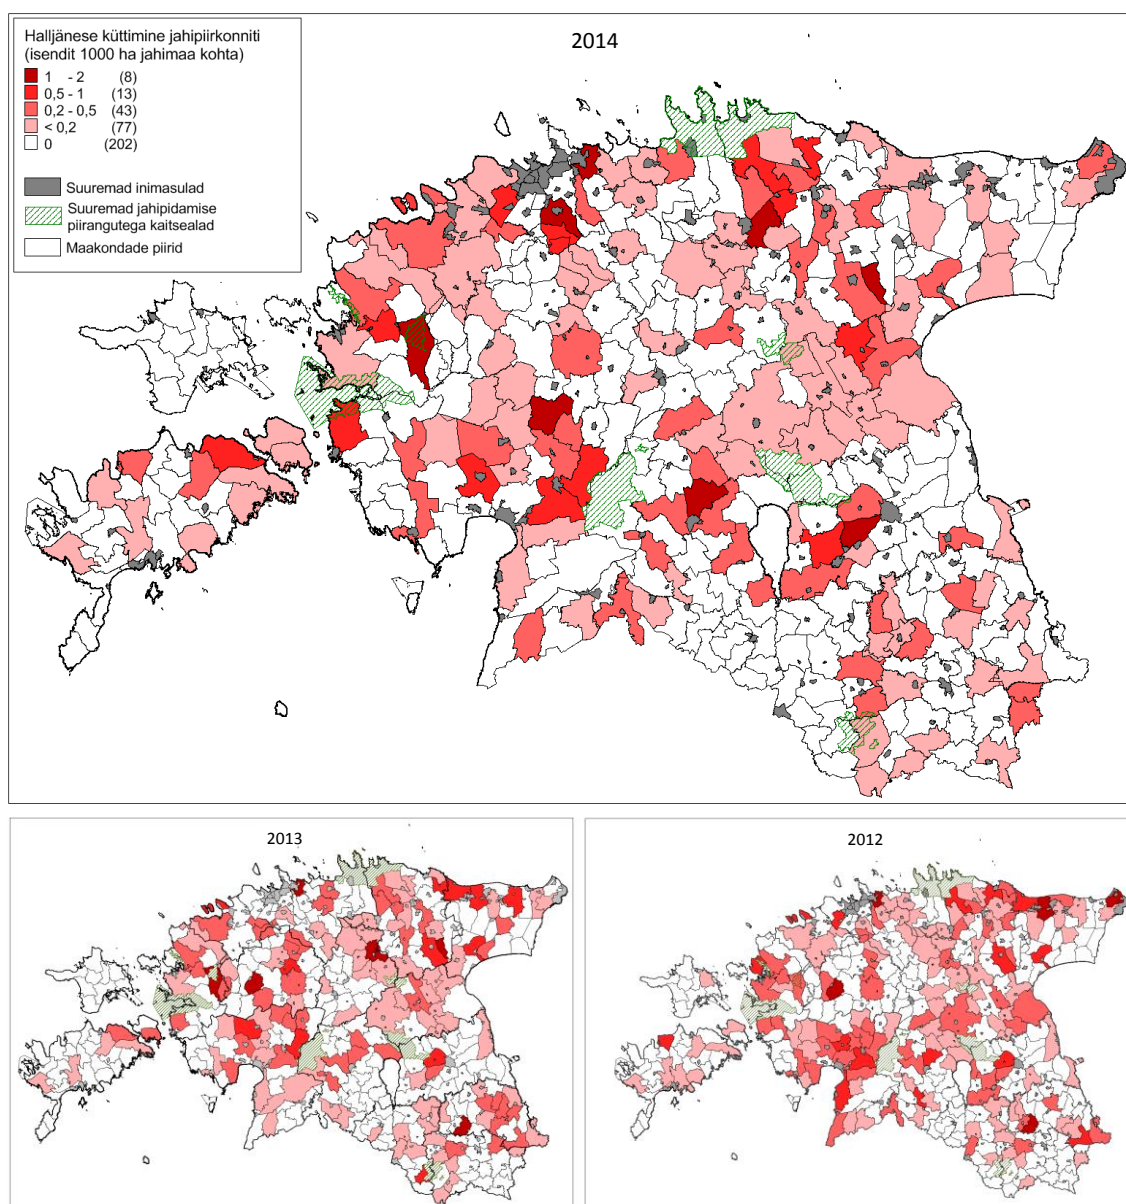 Halljänese küttimine jahipiirkonniti
(isendit 1000 ha jahimaa kohta)
1 - 2 (8)
0,5 - 1 (13)
0,2 - 0,5 (43)
< 0,2 (77)
0 (202)
Suuremad inimasulad
Suuremad jahipidamise
piirangutega kaitsealad
Maakondade piirid
2014
2013
2012